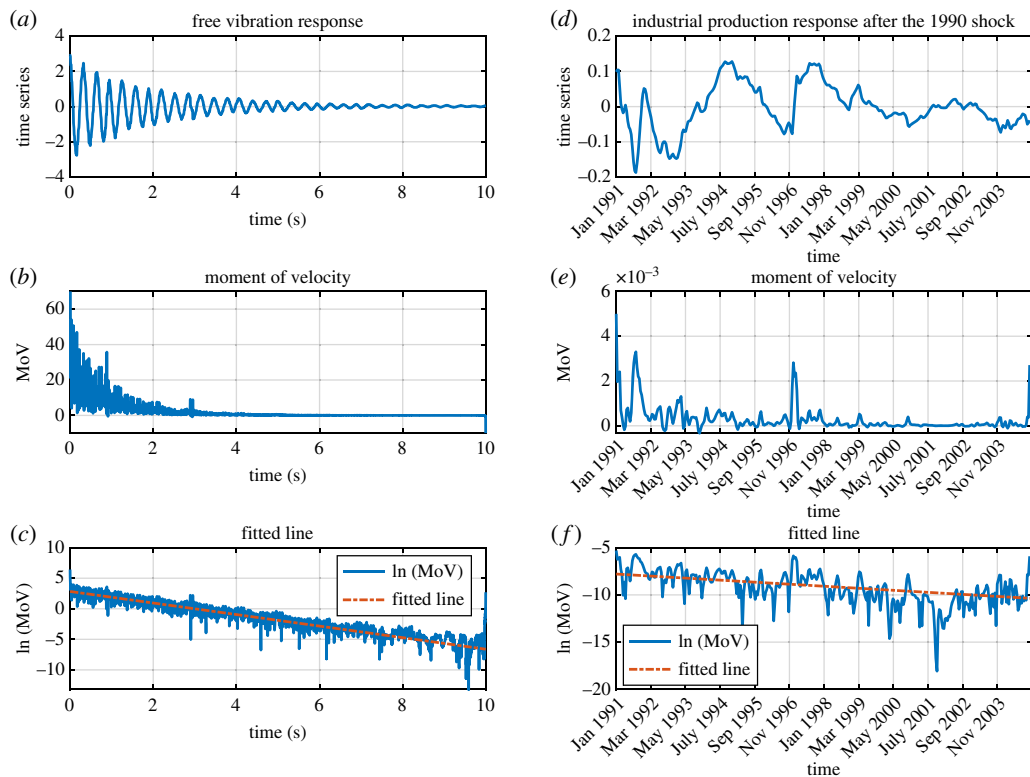 (a)
free vibration response
4
2
0
−2
−4
time series
0
2
4
6
8
10
time (s)
(b)
moment of velocity
60
40
20
0
MoV
0
2
4
6
8
10
time (s)
(c)
fitted line
10
5
0
−5
−10
ln (MoV)
ln (MoV)
fitted line
0
2
4
6
8
10
time (s)
(d)
industrial production response after the 1990 shock
0.2
0.1
0
−0.1
−0.2
time series
Jan 1991
Mar 1992
May 1993
July 1994
Sep 1995
Nov 1996
Jan 1998
Mar 1999
May 2000
July 2001
Sep 2002
Nov 2003
time
(e)
×10−3
moment of velocity
6
4
2
0
MoV
Jan 1991
Mar 1992
May 1993
July 1994
Sep 1995
Nov 1996
Jan 1998
Mar 1999
May 2000
July 2001
Sep 2002
Nov 2003
time
(f)
fitted line
−5
−10
−15
−20
ln (MoV)
ln (MoV)
fitted line
Jan 1991
Mar 1992
May 1993
July 1994
Sep 1995
Nov 1996
Jan 1998
Mar 1999
May 2000
July 2001
Sep 2002
Nov 2003
time